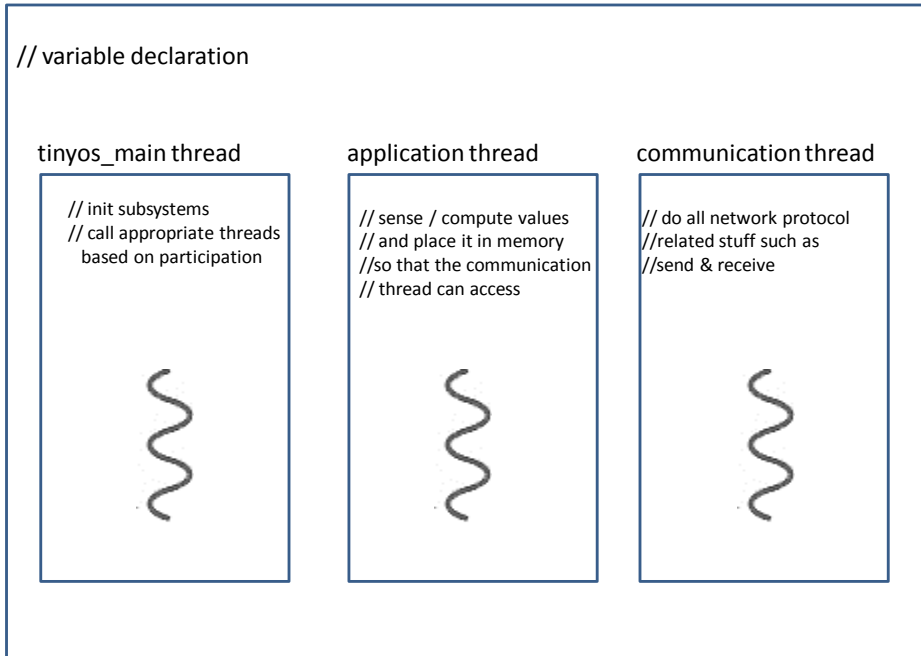 // variable declaration
tinyos_main thread
application thread
communication thread
// init subsystems
// call appropriate threads
based on participation
// sense / compute values
// and place it in memory
//so that the communication
// thread can access
// do all network protocol
//related stuff such as
//send & receive